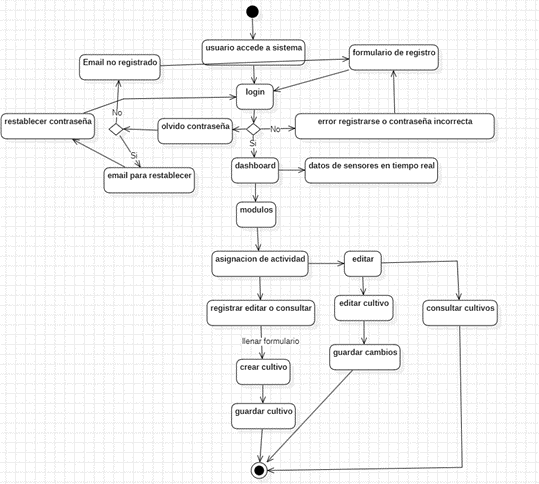 usuario accede a sistema
formulario de registro
Email no registrado
login
restablecer contraseña
No
olvido contraseña
No
error registrarse o contraseña incorrecta
Si
Si
email para restablecer
dashboard
datos de sensores en tiempo real
modulos
asignacion de actividad
editar
registrar editar o consultar
editar cultivo
consultar cultivos
llenar formulario
guardar cambios
crear cultivo
guardar cultivo